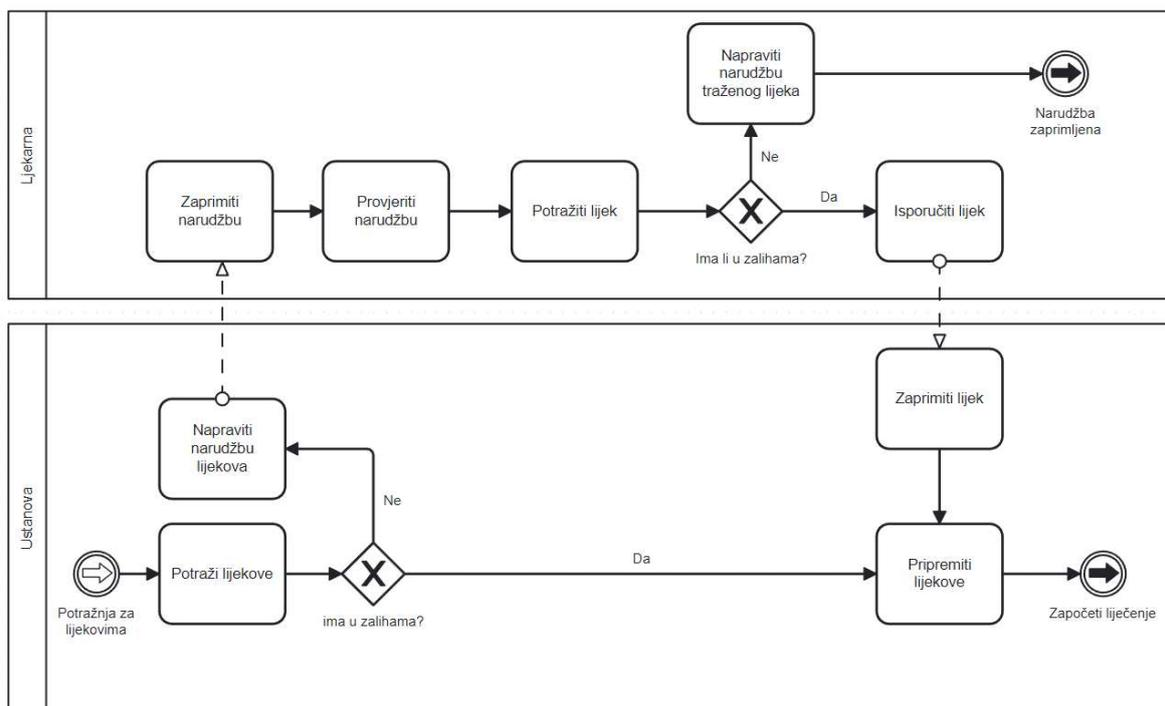 Ljekarna
Napraviti
narudžbu
traženog lijeka
Narudžba
zaprimljena
Ne
Zaprimiti
narudžbu
Provjeriti
narudžbu
Potražiti lijek
Da
Isporučiti lijek
Ima li u zalihama?
Ustanova
Zaprimiti lijek
Napraviti
narudžbu
lijekova
Ne
Potražnja za
lijekovima
Potraži lijekove
ima u zalihama?
Da
Pripremiti
lijekove
Započeti liječenje